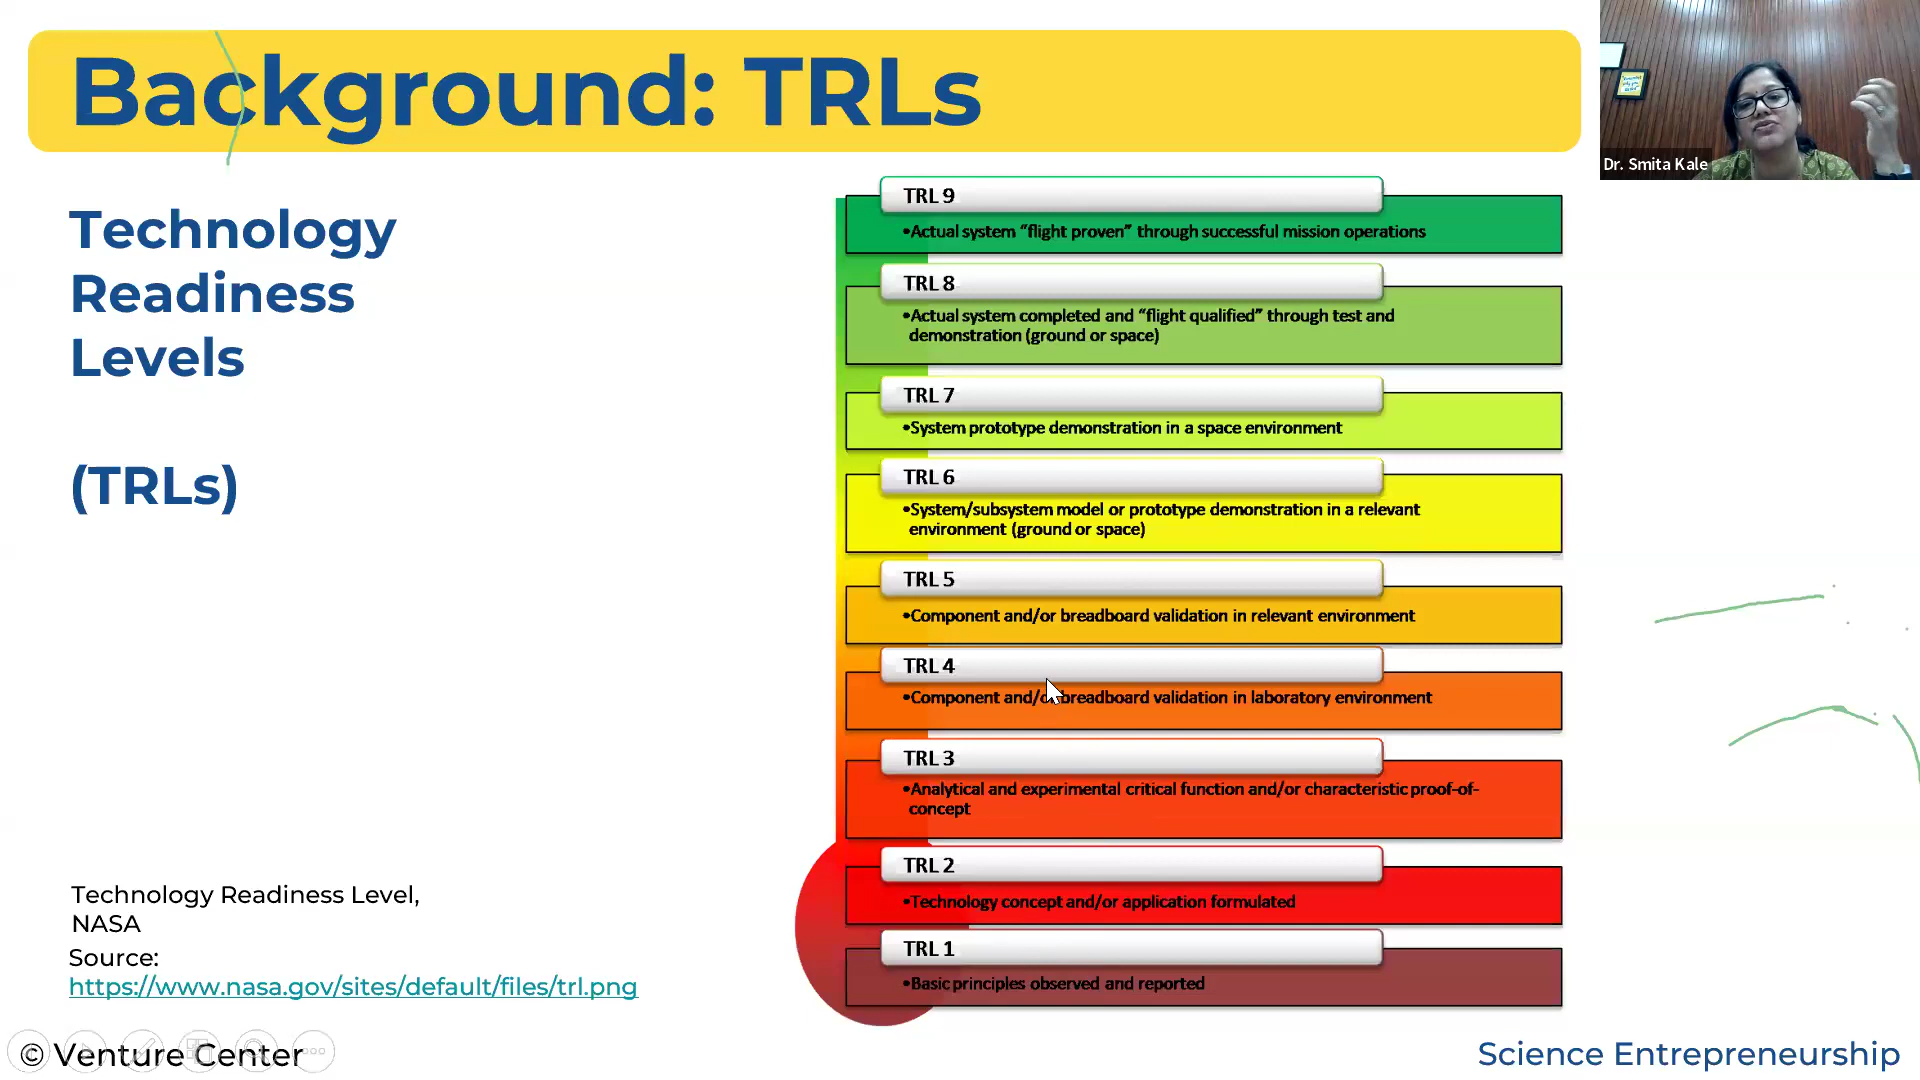 Background: TRLs
Dr. Smita Kale
Technology
Readiness
Levels
(TRLs)
TRL 9
•Actual system “flight proven” through successful mission operations
TRL 8
•Actual system completed and “flight qualified” through test and
demonstration (ground or space)
TRL 7
•System prototype demonstration in a space environment
TRL 6
•System/subsystem model or prototype demonstration in a relevant
environment (ground or space)
TRL 5
•Component and/or breadboard validation in relevant environment
TRL 4
•Component and/or breadboard validation in laboratory environment
TRL 3
•Analytical and experimental critical function and/or characteristic proof-of-
concept
TRL 2
•Technology concept and/or application formulated
TRL 1
•Basic principles observed and reported
Technology Readiness Level,
NASA
Source:
https://www.nasa.gov/sites/default/files/trl.png
© Venture Center
Science Entrepreneurship